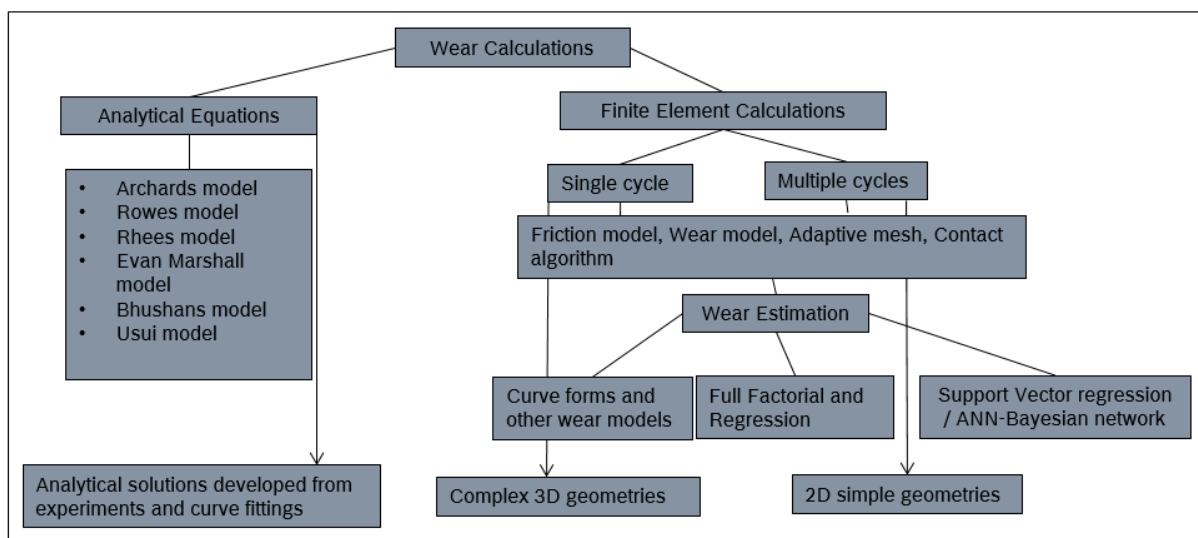 Wear Calculations
Analytical Equations
Finite Element Calculations
• Archards model
• Rowes model
• Rhees model
• Evan Marshall
model
• Bhushans model
• Usui model
Single cycle
Multiple cycles
Friction model, Wear model, Adaptive mesh, Contact
algorithm
Wear Estimation
Curve forms and
other wear models
Full Factorial and
Regression
Support Vector regression
/ ANN-Bayesian network
Analytical solutions developed from
experiments and curve fittings
Complex 3D geometries
2D simple geometries